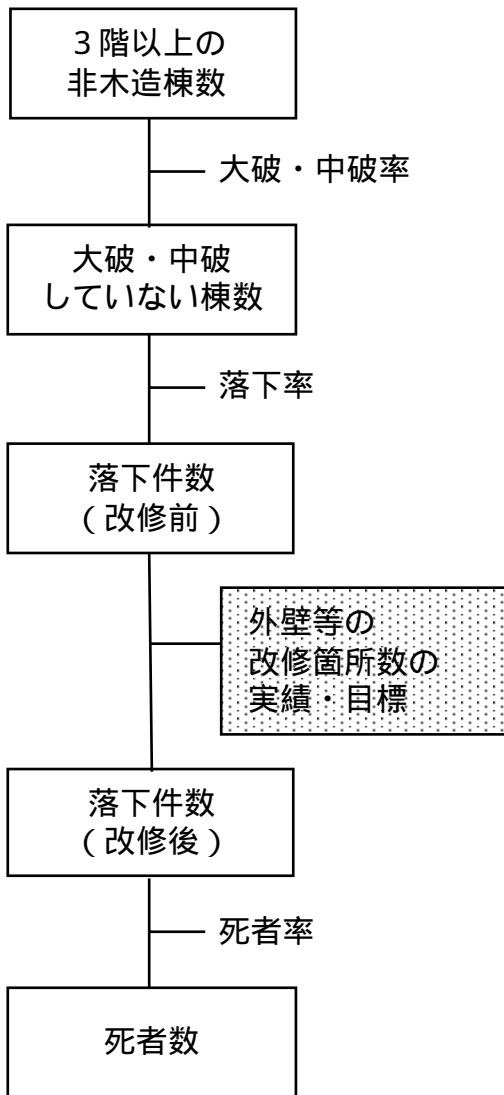 ３階以上の
非木造棟数
大破・中破率
大破・中破
していない棟数
落下率
落下件数
（改修前）
外壁等の
改修箇所数の
実績・目標
落下件数
（改修後）
死者率
死者数